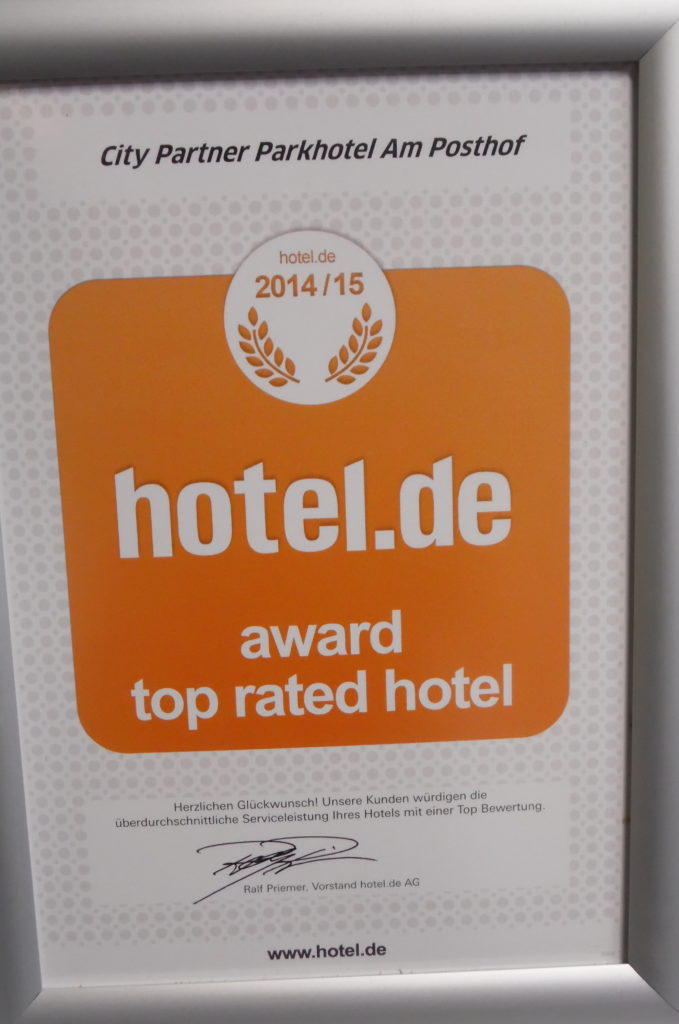 City Partner Parkhotel Am Posthof
hotel.de
2014/15
hotel.de
award
top rated hotel
Herzlichen Glückwunsch! Unsere Kunden würdigen die
überdurchschnittliche Serviceleistung Ihres Hotels mit einer Top Bewertung.
Ralf Priemer, Vorstand hotel.de AG
www.hotel.de